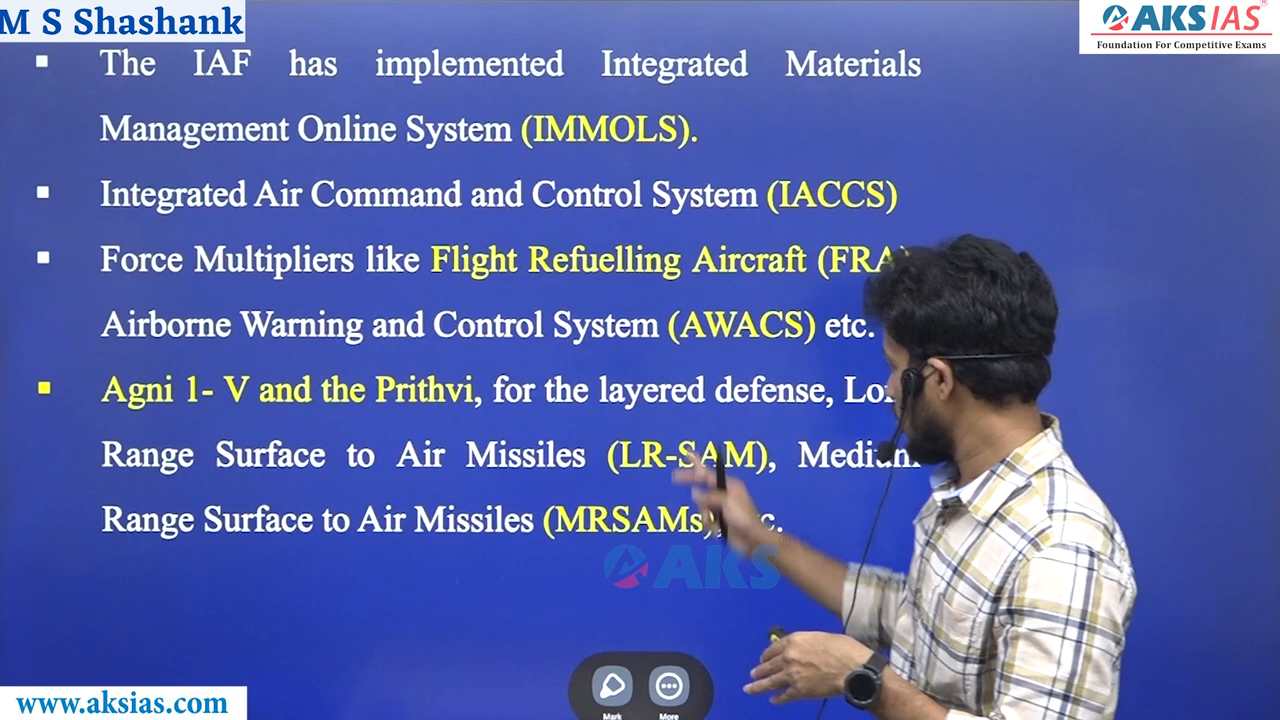 M S Shashank
AKS IAS
Foundation For Competitive Exams
The IAF has implemented Integrated Materials
Management Online System (IMMOLS).
Integrated Air Command and Control System (IACCS)
Force Multipliers like Flight Refuelling Aircraft (FRA)
Airborne Warning and Control System (AWACS) etc.
Agni 1- V and the Prithvi, for the layered defense,
Range Surface to Air Missiles (LR-SAM), Medium
Range Surface to Air Missiles (MRSAMs),
AKS
Mark More
www.aksias.com